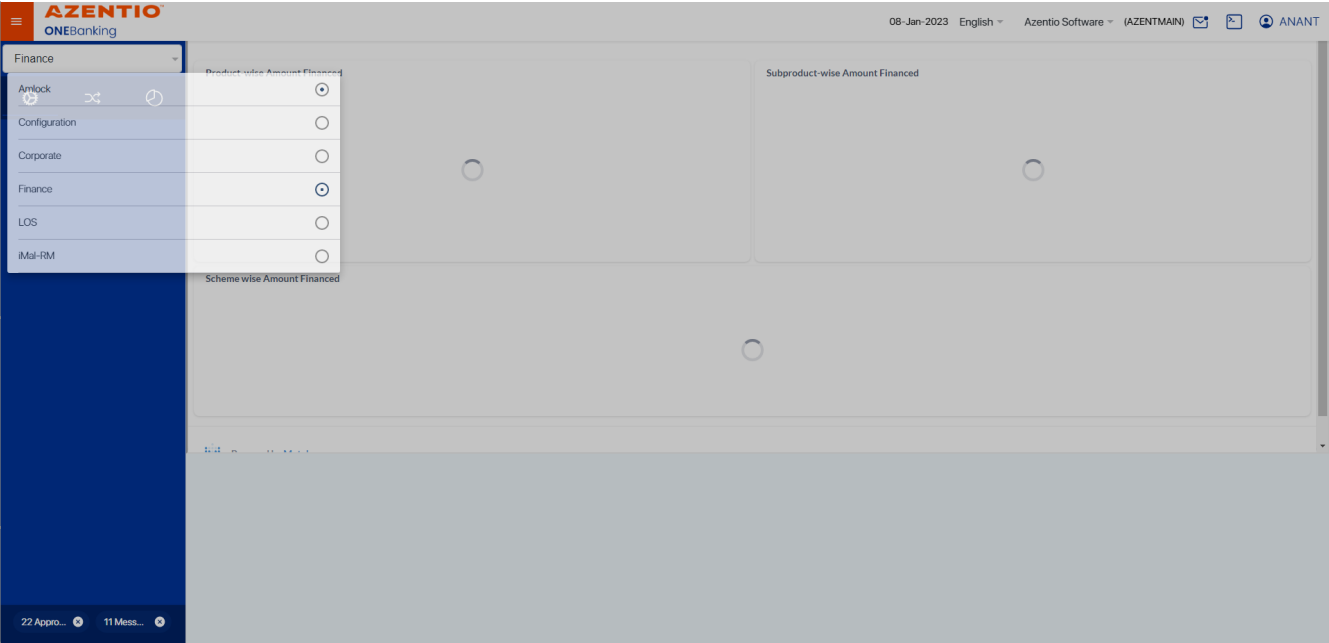 AZENTIO
ONEBanking
08-Jan-2023 English Azentio Software (AZENTMAIN) ANANT
Finance
Product-wise Amount Financed
Subproduct-wise Amount Financed
Amlock
Configuration
Corporate
Finance
LOS
iMal-RM
Scheme wise Amount Financed
22 Appro...
11 Mess...